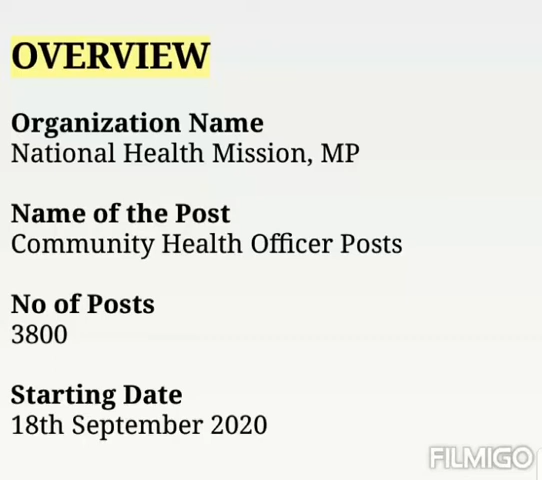 OVERVIEW
Organization Name
National Health Mission, MP
Name of the Post
Community Health Officer Posts
No of Posts
3800
Starting Date
18th September 2020
FILMIGO